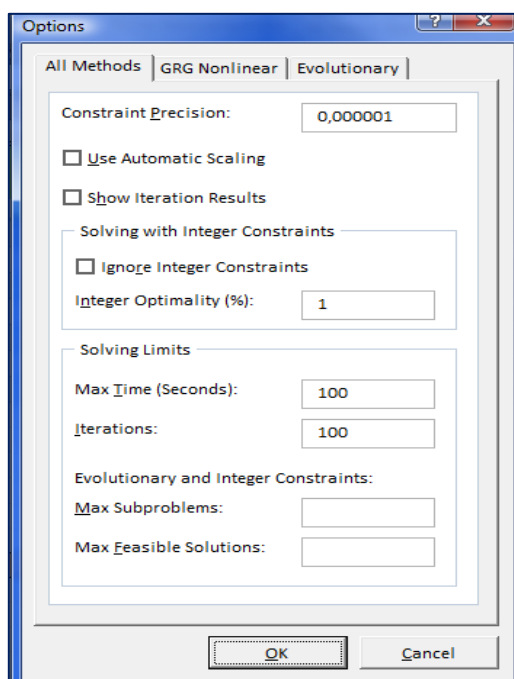 Options
?
All Methods GRG Nonlinear Evolutionary
Constraint Precision: 0,000001
Use Automatic Scaling
Show Iteration Results
Solving with Integer Constraints
Ignore Integer Constraints
Integer Optimality (%): 1
Solving Limits
Max Time (Seconds): 100
Iterations: 100
Evolutionary and Integer Constraints:
Max Subproblems:
Max Feasible Solutions:
OK Cancel